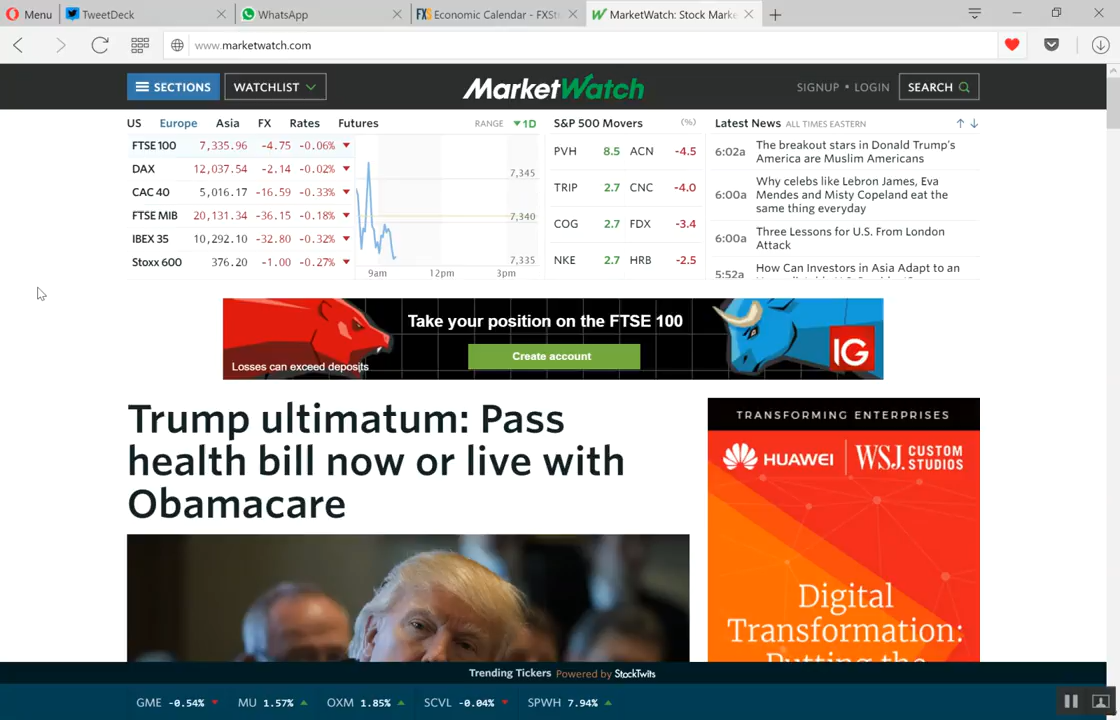 Menu
TweetDeck
WhatsApp
Economic Calendar - FXSt
MarketWatch: Stock Marke
www.marketwatch.com
SECTIONS
WATCHLIST
MarketWatch
SIGNUP • LOGIN
SEARCH
US Europe Asia FX Rates Futures
RANGE 1D
FTSE 100 7,335.96 -4.75 -0.06%
DAX 12,037.54 -2.14 -0.02%
CAC 40 5,016.17 -16.59 -0.33%
FTSE MIB 20,131.34 -36.15 -0.18%
IBEX 35 10,292.10 -32.80 -0.32%
Stoxx 600 376.20 -1.00 -0.27%
7,345
7,340
7,335
9am 12pm 3pm
S&P 500 Movers (%)
PVH 8.5 ACN -4.5
TRIP 2.7 CNC -4.0
COG 2.7 FDX -3.4
NKE 2.7 HRB -2.5
Latest News ALL TIMES EASTERN
6:02a The breakout stars in Donald Trump's
America are Muslim Americans
6:00a Why celebs like Lebron James, Eva
Mendes and Misty Copeland eat the
same thing everyday
6:00a Three Lessons for U.S. From London
Attack
5:52a How Can Investors in Asia Adapt to an
Take your position on the FTSE 100
Create account
Losses can exceed deposits
IG
Trump ultimatum: Pass
health bill now or live with
Obamacare
TRANSFORMING ENTERPRISES
HUAWEI
WSJ. CUSTOM
STUDIOS
Digital
Transformation:
Putting the
Trending Tickers Powered by StockTwits
GME -0.54% MU 1.57% OXM 1.85% SCVL -0.04% SPWH 7.94%